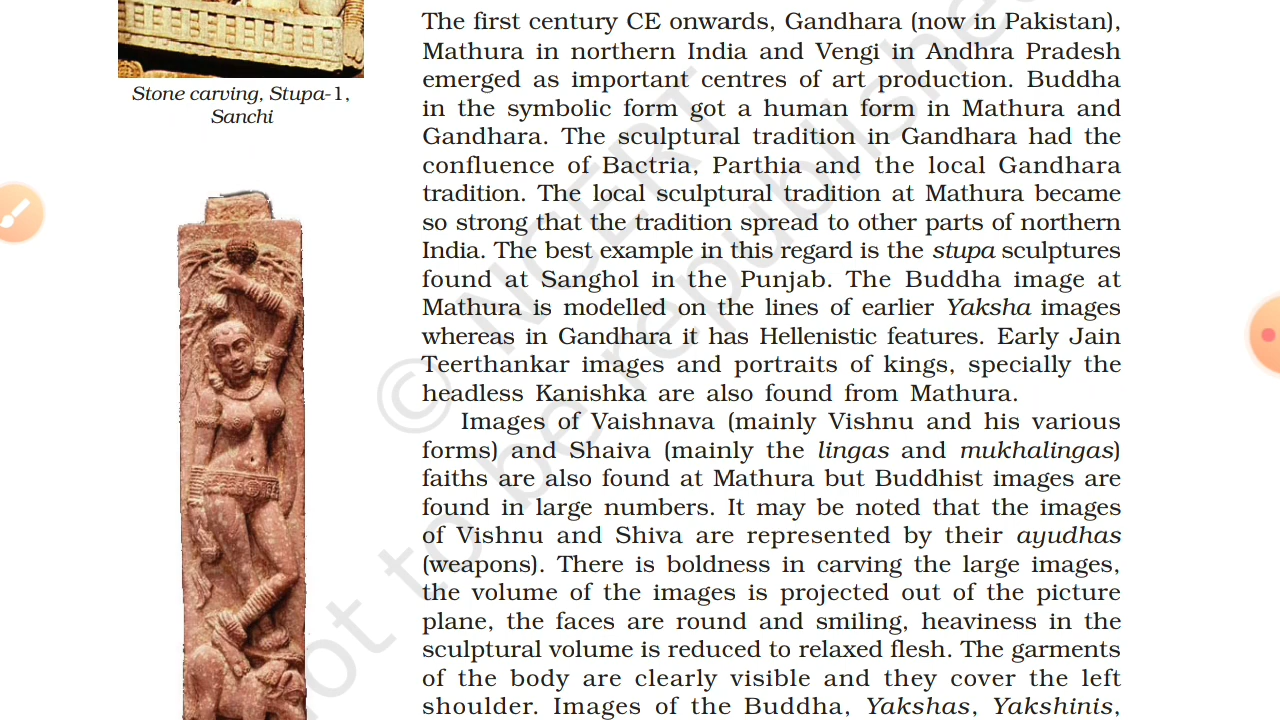 Stone carving, Stupa-1,
Sanchi
The first century CE onwards, Gandhara (now in Pakistan),
Mathura in northern India and Vengi in Andhra Pradesh
emerged as important centres of art production. Buddha
in the symbolic form got a human form in Mathura and
Gandhara. The sculptural tradition in Gandhara had the
confluence of Bactria, Parthia and the local Gandhara
tradition. The local sculptural tradition at Mathura became
so strong that the tradition spread to other parts of northern
India. The best example in this regard is the stupa sculptures
found at Sanghol in the Punjab. The Buddha image at
Mathura is modelled on the lines of earlier Yaksha images
whereas in Gandhara it has Hellenistic features. Early Jain
Teerthankar images and portraits of kings, specially the
headless Kanishka are also found from Mathura.
Images of Vaishnava (mainly Vishnu and his various
forms) and Shaiva (mainly the lingas and mukhalingas)
faiths are also found at Mathura but Buddhist images are
found in large numbers. It may be noted that the images
of Vishnu and Shiva are represented by their ayudhas
(weapons). There is boldness in carving the large images,
the volume of the images is projected out of the picture
plane, the faces are round and smiling, heaviness in the
sculptural volume is reduced to relaxed flesh. The garments
of the body are clearly visible and they cover the left
shoulder. Images of the Buddha, Yakshas, Yakshinis,
© NCERT
not to be republished